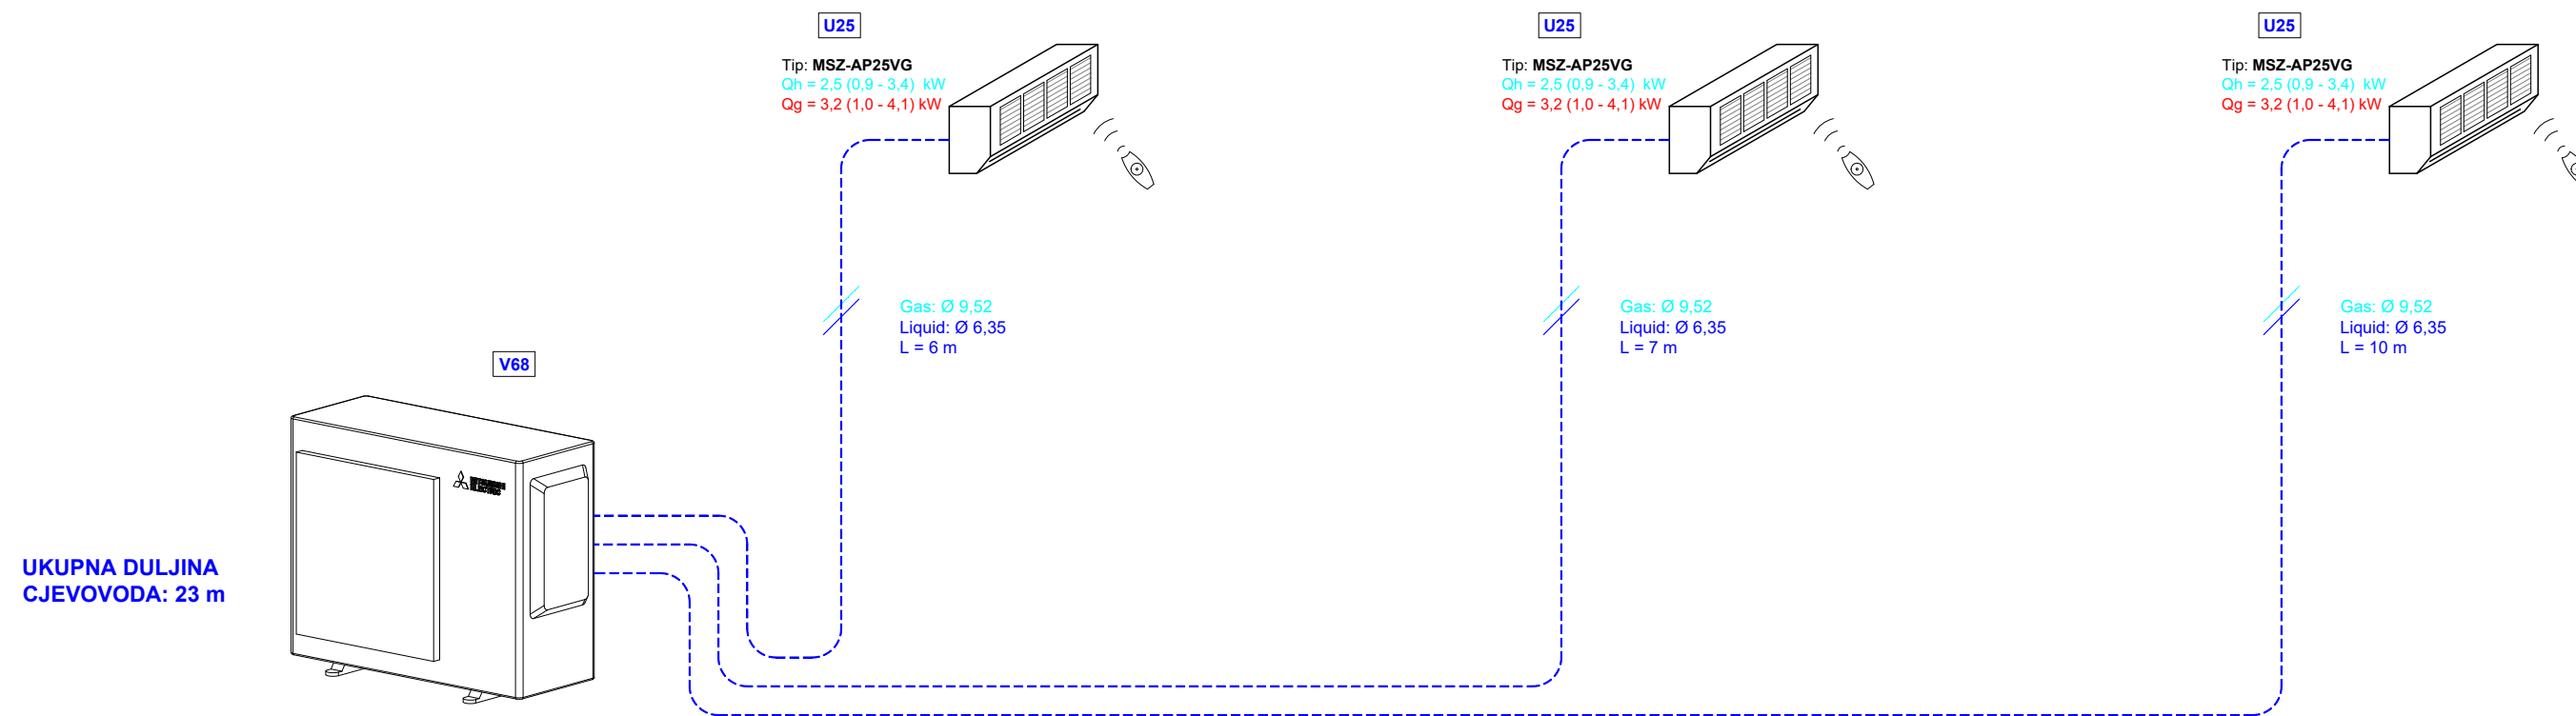 U25
Tip: MSZ-AP25VG
Qh = 2,5 (0,9 - 3,4) kW
Qg = 3,2 (1,0 - 4,1) kW
U25
Tip: MSZ-AP25VG
Qh = 2,5 (0,9 - 3,4) kW
Qg = 3,2 (1,0 - 4,1) kW
U25
Tip: MSZ-AP25VG
Qh = 2,5 (0,9 - 3,4) kW
Qg = 3,2 (1,0 - 4,1) kW
Gas: Ø 9,52
Liquid: Ø 6,35
L = 6 m
Gas: Ø 9,52
Liquid: Ø 6,35
L = 7 m
Gas: Ø 9,52
Liquid: Ø 6,35
L = 10 m
V68
MITSUBISHI
ELECTRIC
UKUPNA DULJINA
CJEVOVODA: 23 m